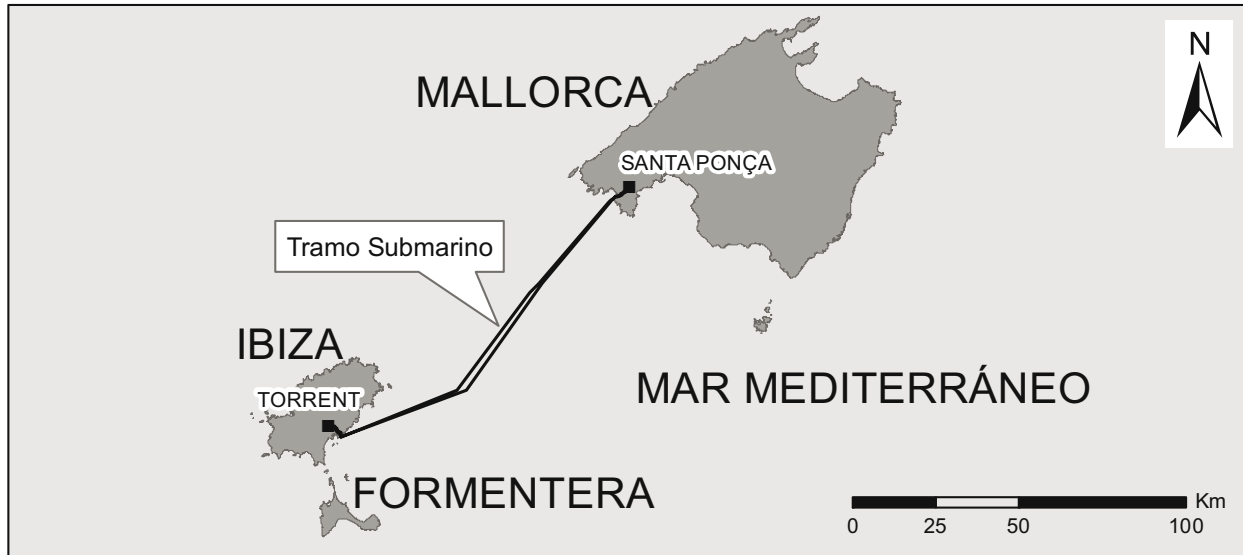 N
MALLORCA
SANTA PONÇA
Tramo Submarino
IBIZA
MAR MEDITERRÁNEO
TORRENT
FORMENTERA
Km
0 25 50 100